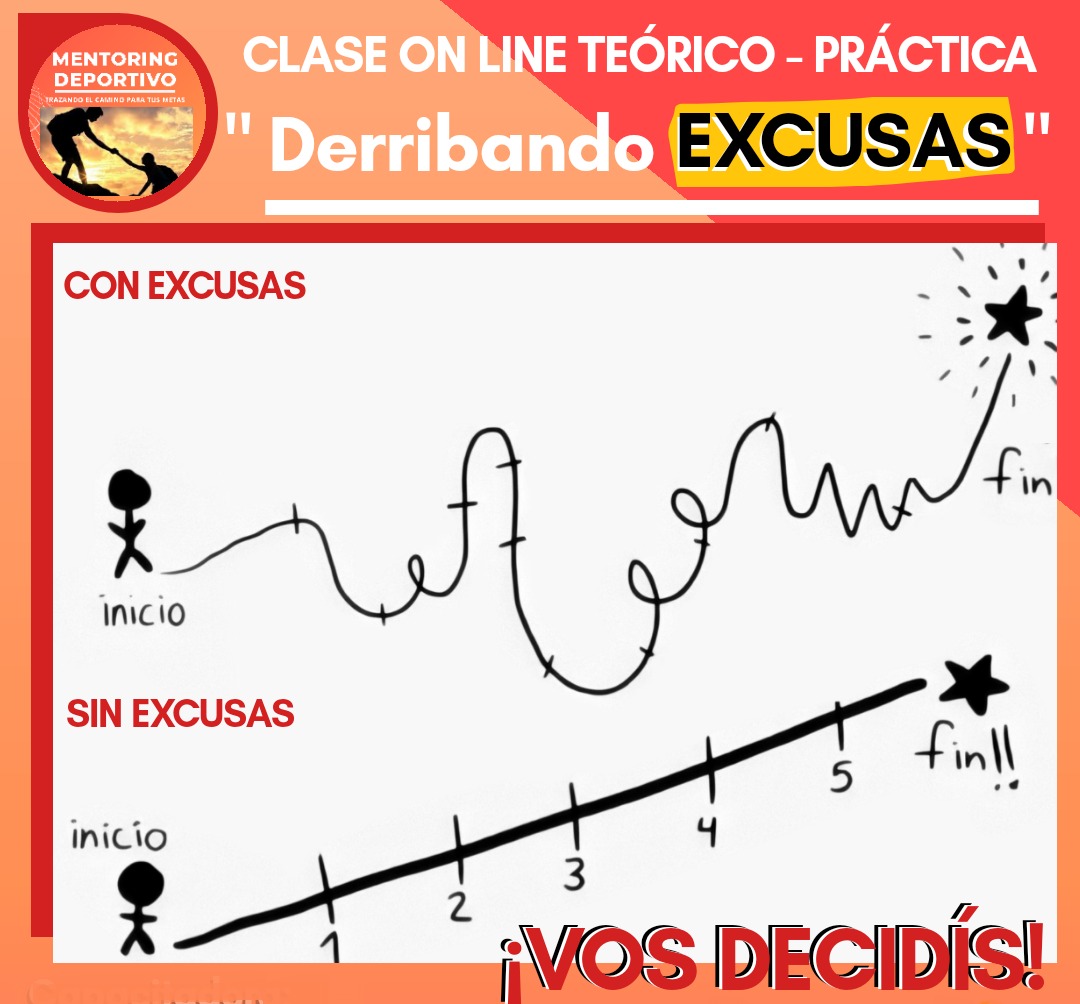 MENTORING
DEPORTIVO
TRAZANDO EL CAMINO PARA TUS METAS
CLASE ON LINE TEÓRICO - PRÁCTICA
" Derribando EXCUSAS "
CON EXCUSAS
fin
inicio
SIN EXCUSAS
fin!!
5
inicio
4
3
2
1
¡VOS DECIDÍS!